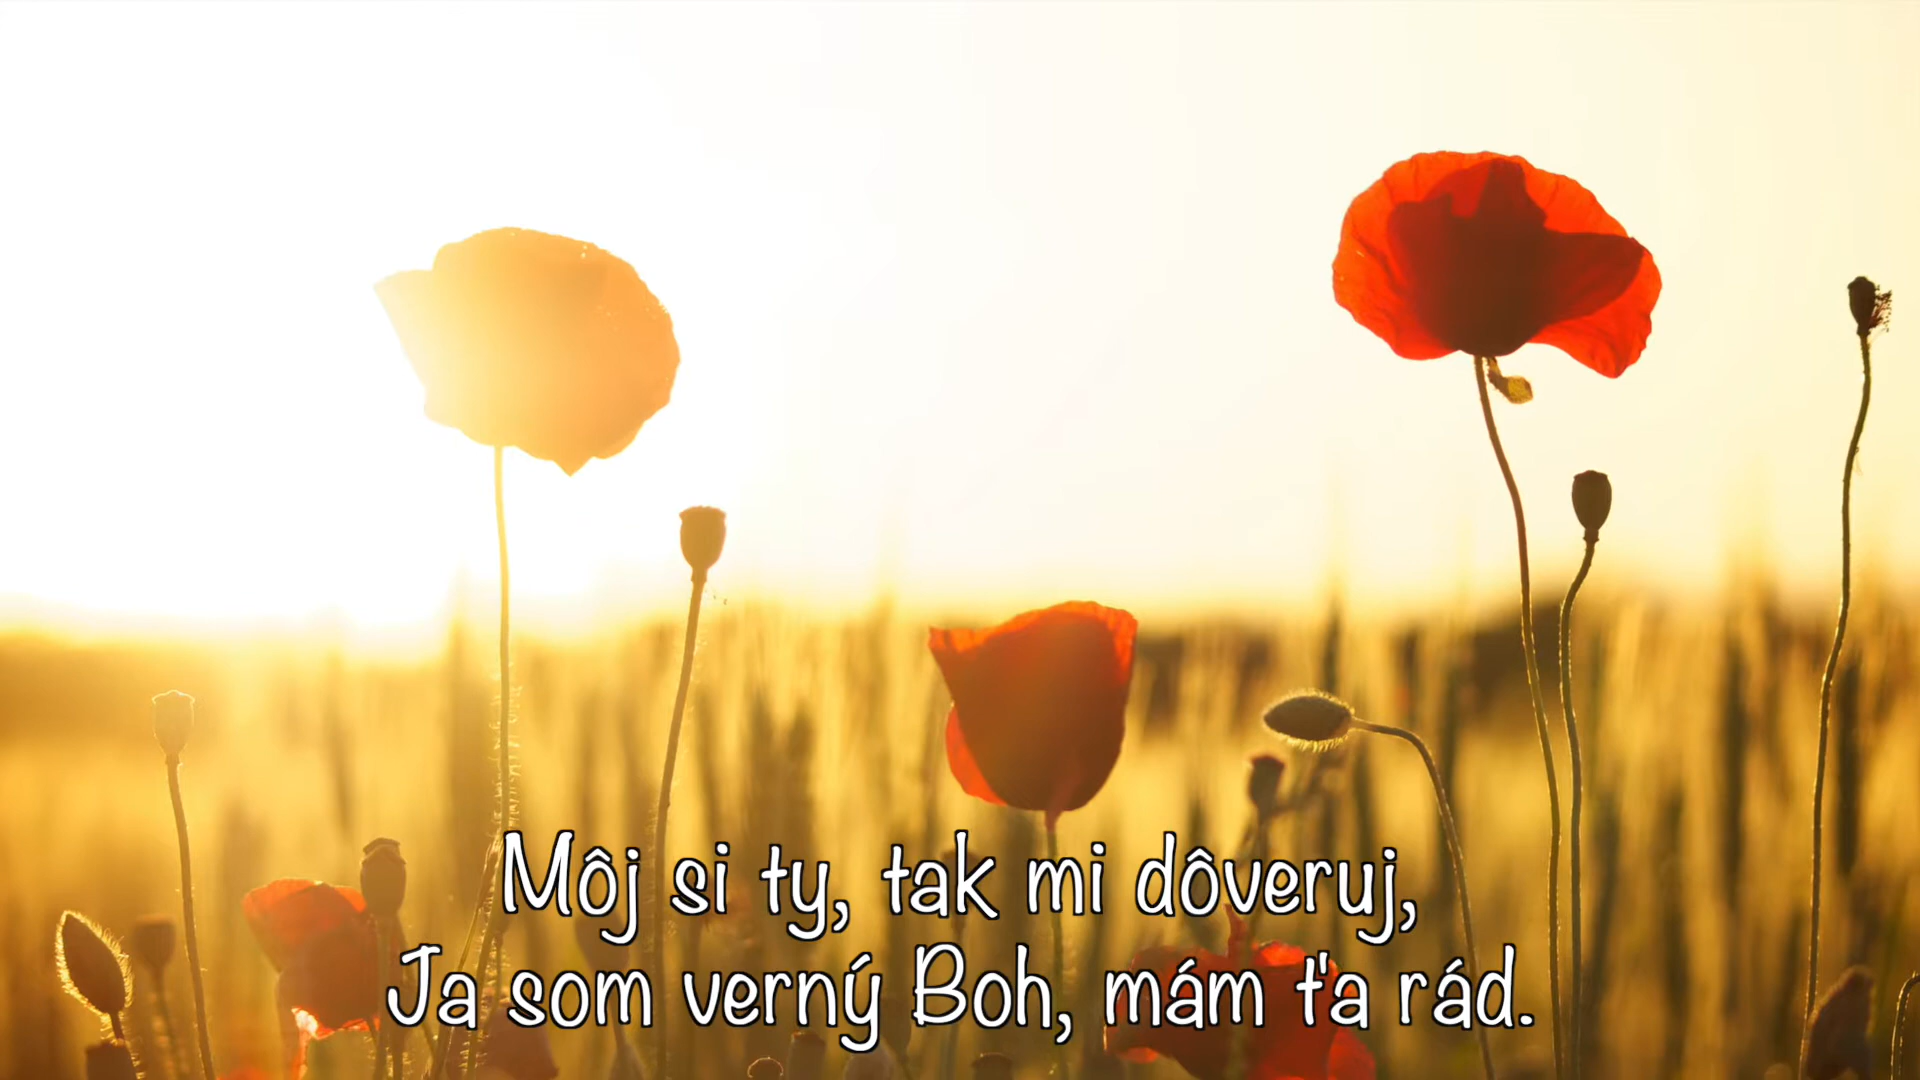 Môj si ty, tak mi dôveruj,
Ja som verný Boh, mám ťa rád.